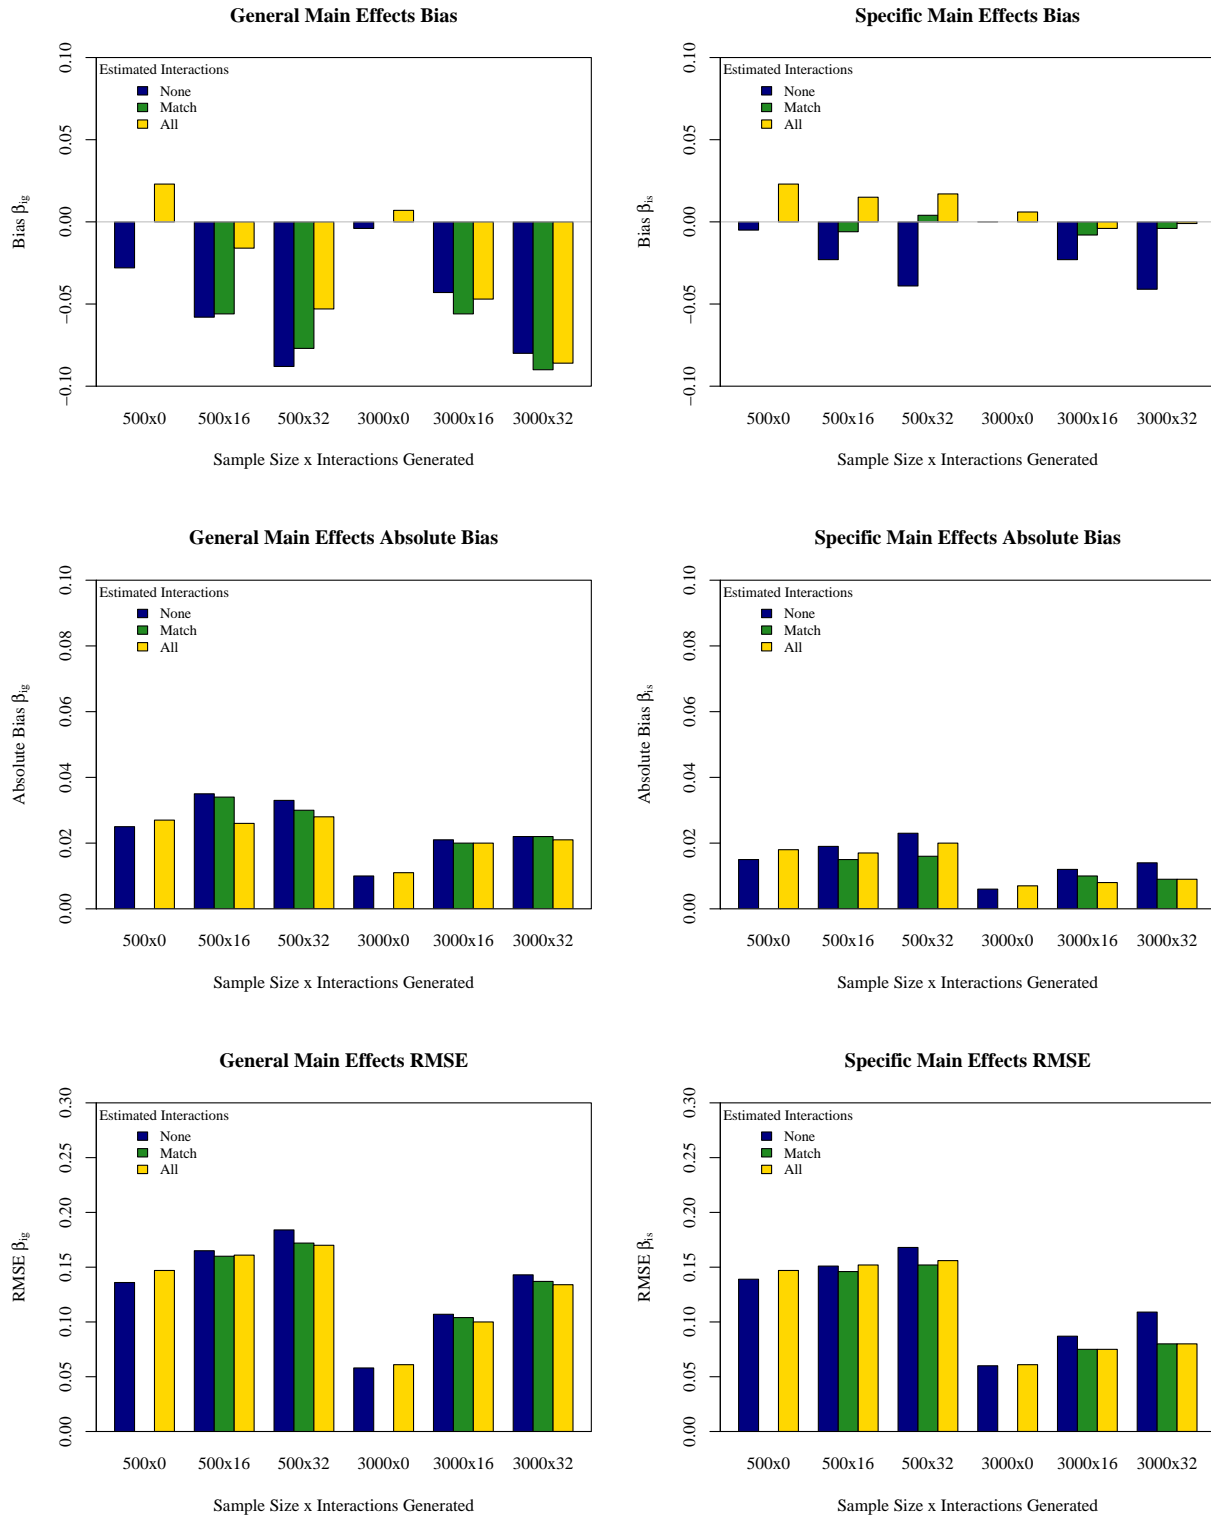 General Main Effects Bias
Estimated Interactions
None
Match
All
0.10
0.05
0.00
−0.05
−0.10
Bias βig
500x0 500x16 500x32 3000x0 3000x16 3000x32
Sample Size x Interactions Generated
Specific Main Effects Bias
Estimated Interactions
None
Match
All
0.10
0.05
0.00
−0.05
−0.10
Bias βis
500x0 500x16 500x32 3000x0 3000x16 3000x32
Sample Size x Interactions Generated
General Main Effects Absolute Bias
Estimated Interactions
None
Match
All
0.10
0.08
0.06
0.04
0.02
0.00
Absolute Bias βig
500x0 500x16 500x32 3000x0 3000x16 3000x32
Sample Size x Interactions Generated
Specific Main Effects Absolute Bias
Estimated Interactions
None
Match
All
0.10
0.08
0.06
0.04
0.02
0.00
Absolute Bias βis
500x0 500x16 500x32 3000x0 3000x16 3000x32
Sample Size x Interactions Generated
General Main Effects RMSE
Estimated Interactions
None
Match
All
0.30
0.25
0.20
0.15
0.10
0.05
0.00
RMSE βig
500x0 500x16 500x32 3000x0 3000x16 3000x32
Sample Size x Interactions Generated
Specific Main Effects RMSE
Estimated Interactions
None
Match
All
0.30
0.25
0.20
0.15
0.10
0.05
0.00
RMSE βis
500x0 500x16 500x32 3000x0 3000x16 3000x32
Sample Size x Interactions Generated